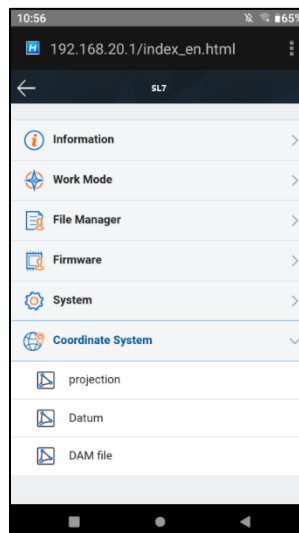 10:56
65%
H 192.168.20.1/index_en.html
SL7
Information
Work Mode
File Manager
Firmware
System
Coordinate System
projection
Datum
DAM file